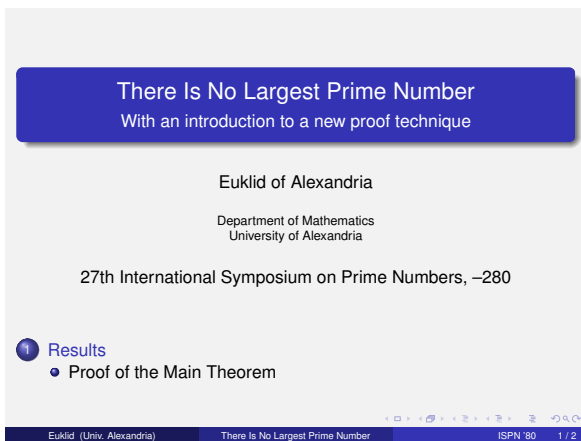 There Is No Largest Prime Number
With an introduction to a new proof technique
Euklid of Alexandria
Department of Mathematics
University of Alexandria
27th International Symposium on Prime Numbers, –280
1 Results
Proof of the Main Theorem
Euklid (Univ. Alexandria) There Is No Largest Prime Number ISPN '80 1 / 2